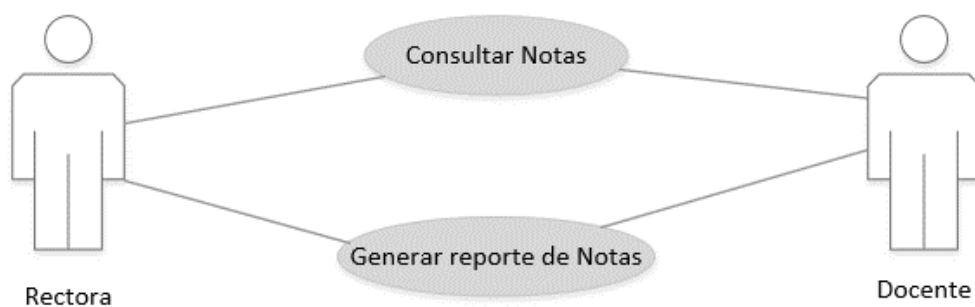 Consultar Notas
Generar reporte de Notas
Rectora
Docente